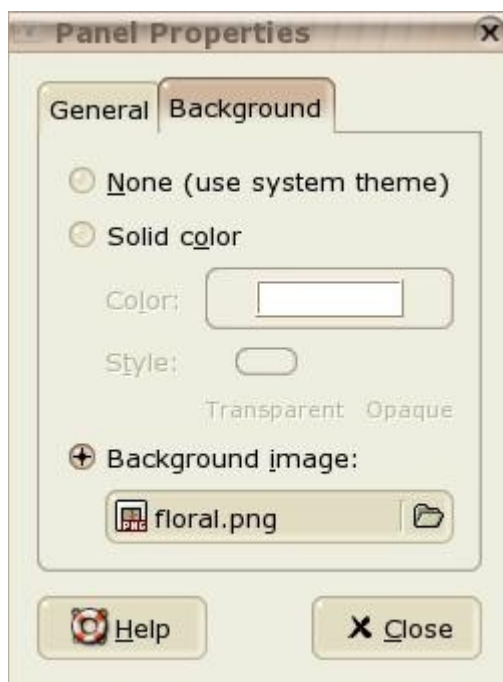 Panel Properties
General Background
None (use system theme)
Solid color
Color:
Style:
Transparent Opaque
Background image:
floral.png
Help Close